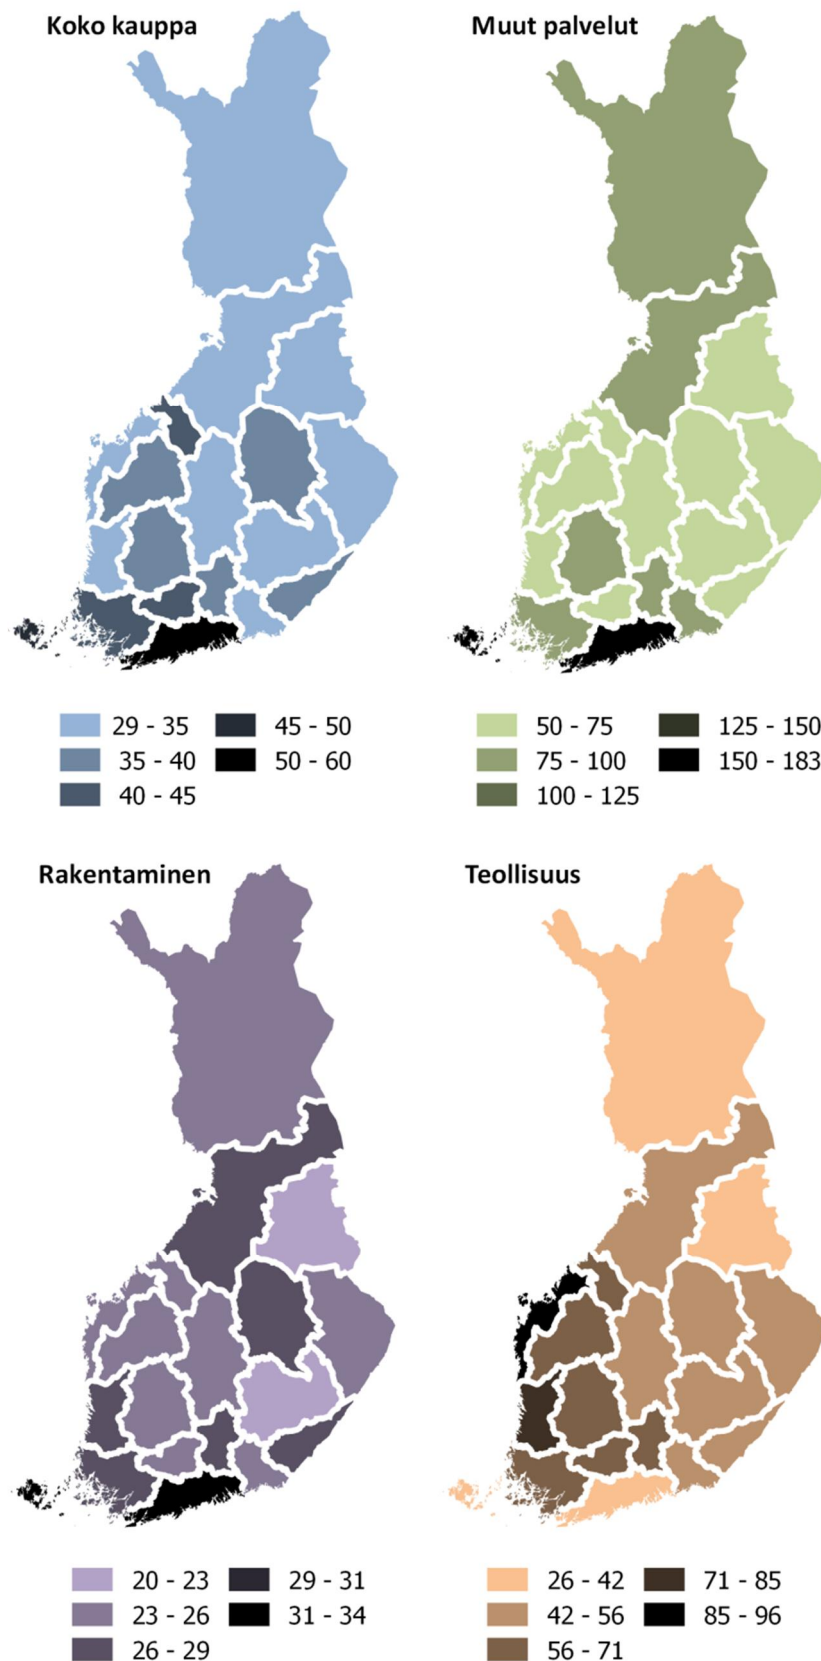 Koko kauppa
Muut palvelut
29 - 35
45 - 50
35 - 40
50 - 60
40 - 45
50 - 75
125 - 150
75 - 100
150 - 183
100 - 125
Rakentaminen
Teollisuus
20 - 23
29 - 31
23 - 26
31 - 34
26 - 29
26 - 42
71 - 85
42 - 56
85 - 96
56 - 71